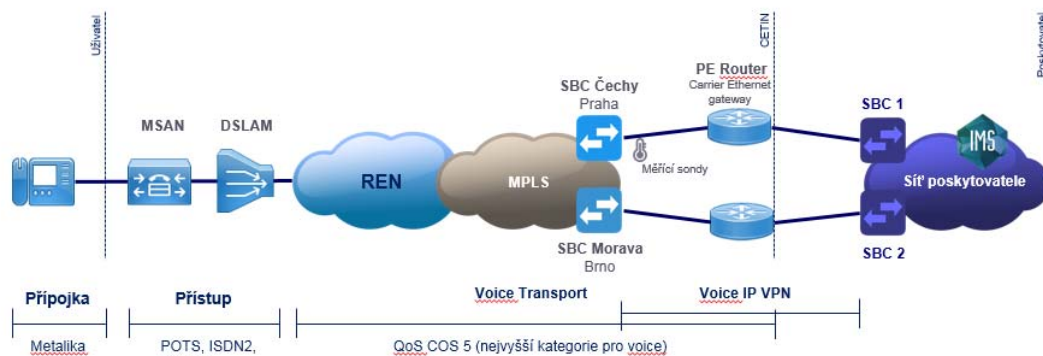 Uživatel
CETIN
Poskytovatel
PE Router
Carrier Ethernet
gateway
SBC Čechy
Praha
SBC 1
MSAN
DSLAM
IMS
REN
MPLS
Měřící sondy
Síť poskytovatele
SBC Morava
Brno
SBC 2
Přípojka
Přístup
Voice Transport
Voice IP VPN
Metalika
POTS, ISDN2,
QoS COS 5 (nejvyšší kategorie pro voice)